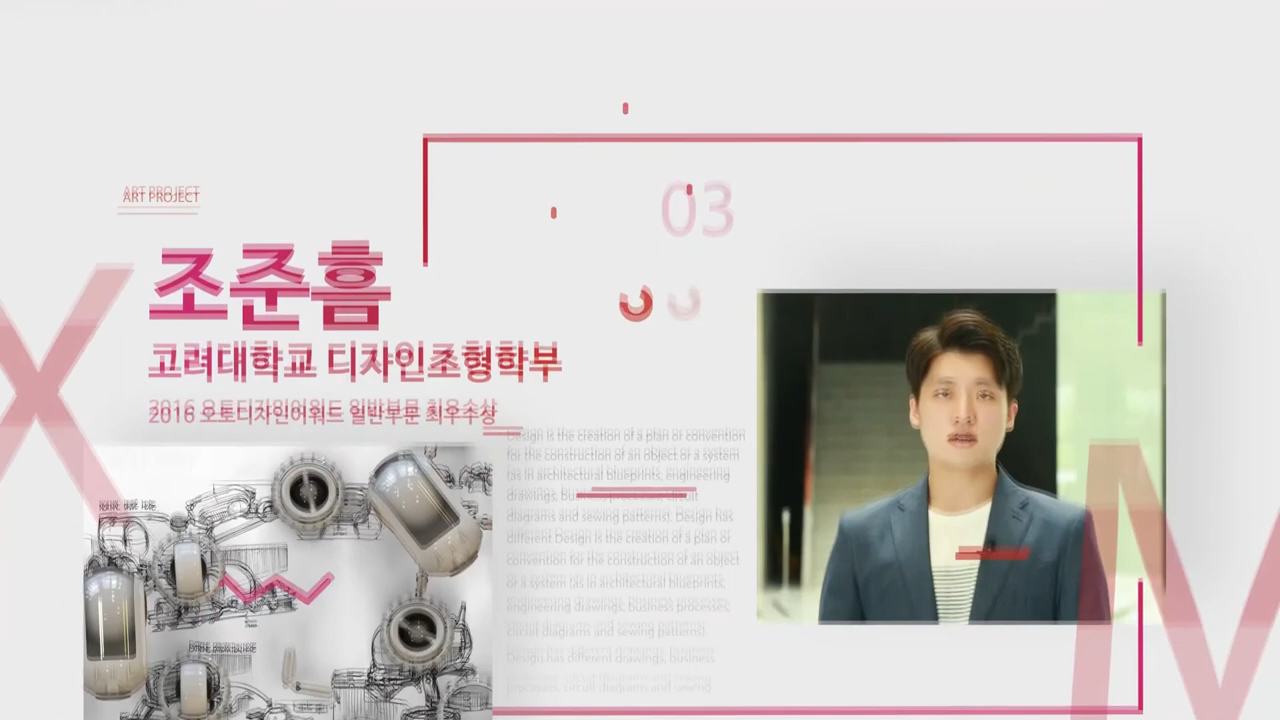 ART PROJECT
03
조준흠
고려대학교 디자인조형학부
2016 오토디자인어워드 일반부문 최우수상
Design is the creation of a plan or convention
for the construction of an object or a system
(as in architectural blueprints, engineering
drawings, business processes, circuit
diagrams and sewing patterns). Design has
different Design is the creation of a plan or
convention for the construction of an object
or a system (as in architectural blueprints,
engineering drawings, business processes,
circuit diagrams and sewing patterns).
Design has different drawings, business
processes, circuit diagrams and sewing
X
M